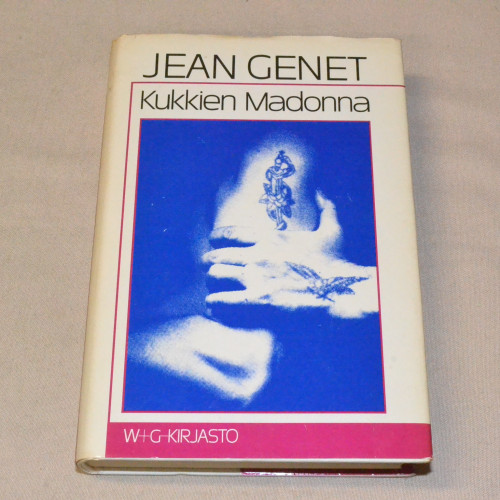 JEAN GENET
Kukkien Madonna
W+G-KIRJASTO